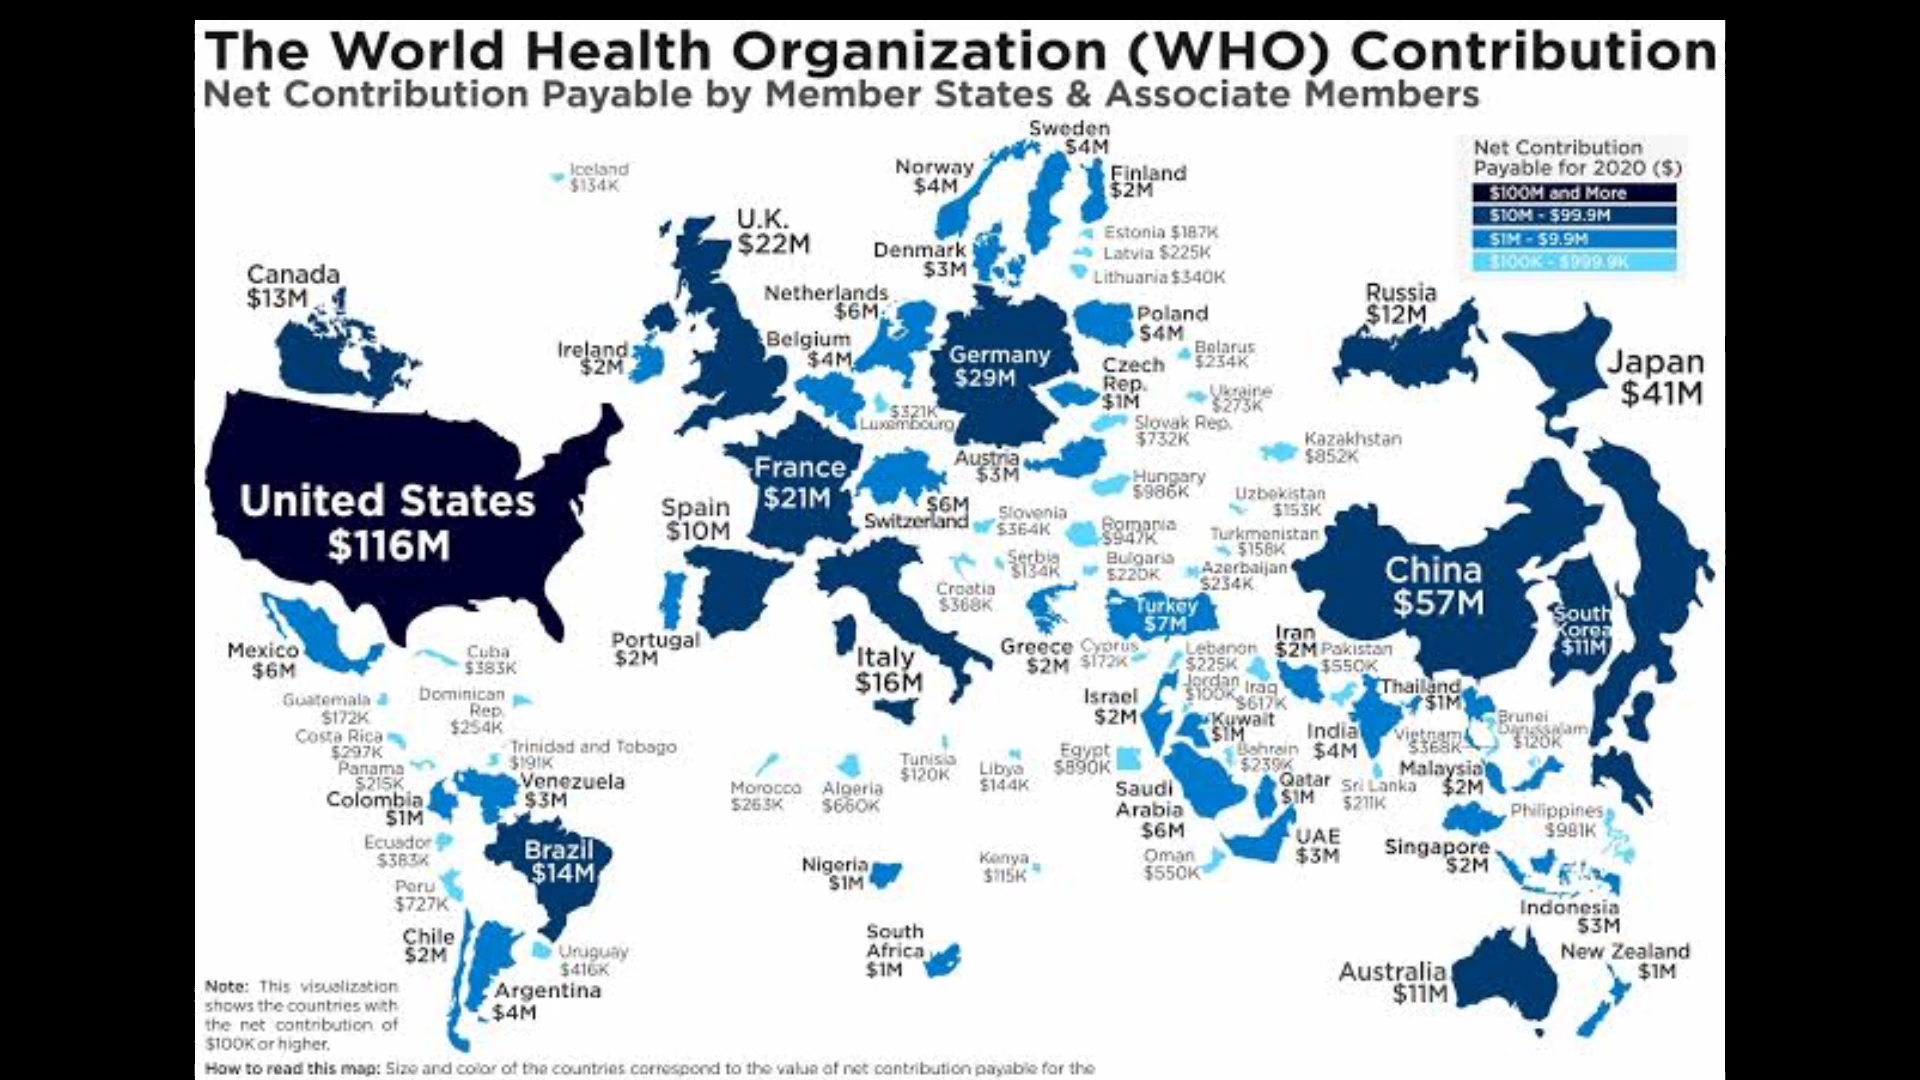 The World Health Organization (WHO) Contribution
Net Contribution Payable by Member States & Associate Members
Net Contribution
Payable for 2020 ($)
$100M and More
$10M - $99.9M
$1M - $9.9M
$100K - $999.9K
Iceland
$134K
Norway
$4M
Sweden
$4M
Finland
$2M
Estonia $187K
Latvia $225K
Lithuania $340K
Denmark
$3M
U.K.
$22M
Ireland
$2M
Netherlands
$6M
Belgium
$4M
$321K
Luxembourg
Germany
$29M
Poland
$4M
Czech
Rep.
$1M
Belarus
$234K
Ukraine
$273K
Slovak Rep.
$732K
Austria
$3M
Hungary
$986K
France
$21M
$6M
Switzerland
Slovenia
$364K
Romania
$947K
Serbia
$134K
Croatia
$368K
Bulgaria
$220K
Spain
$10M
Portugal
$2M
Italy
$16M
Greece
$2M
Cyprus
$172K
Turkey
$7M
Canada
$13M
United States
$116M
Mexico
$6M
Cuba
$383K
Guatemala
$172K
Dominican
Rep.
$254K
Costa Rica
$297K
Panama
$215K
Trinidad and Tobago
$191K
Colombia
$1M
Venezuela
$3M
Ecuador
$383K
Brazil
$14M
Peru
$727K
Chile
$2M
Uruguay
$416K
Argentina
$4M
Morocco
$263K
Algeria
$660K
Tunisia
$120K
Libya
$144K
Egypt
$890K
Nigeria
$1M
Kenya
$115K
South
Africa
$1M
Russia
$12M
Japan
$41M
Kazakhstan
$852K
Uzbekistan
$153K
Turkmenistan
$158K
Azerbaijan
$234K
China
$57M
South
Korea
$11M
Lebanon
$225K
Jordan
$100K
Iraq
$617K
Iran
$2M
Pakistan
$550K
Israel
$2M
Kuwait
$1M
Bahrain
$239K
Qatar
$1M
Saudi
Arabia
$6M
UAE
$3M
Oman
$550K
India
$4M
Sri Lanka
$211K
Thailand
$1M
Vietnam
$368K
Brunei
Darussalam
$120K
Malaysia
$2M
Philippines
$981K
Singapore
$2M
Indonesia
$3M
Australia
$11M
New Zealand
$1M
Note: This visualization
shows the countries with
the net contribution of
$100K or higher.
How to read this map: Size and color of the countries correspond to the value of net contribution payable for the